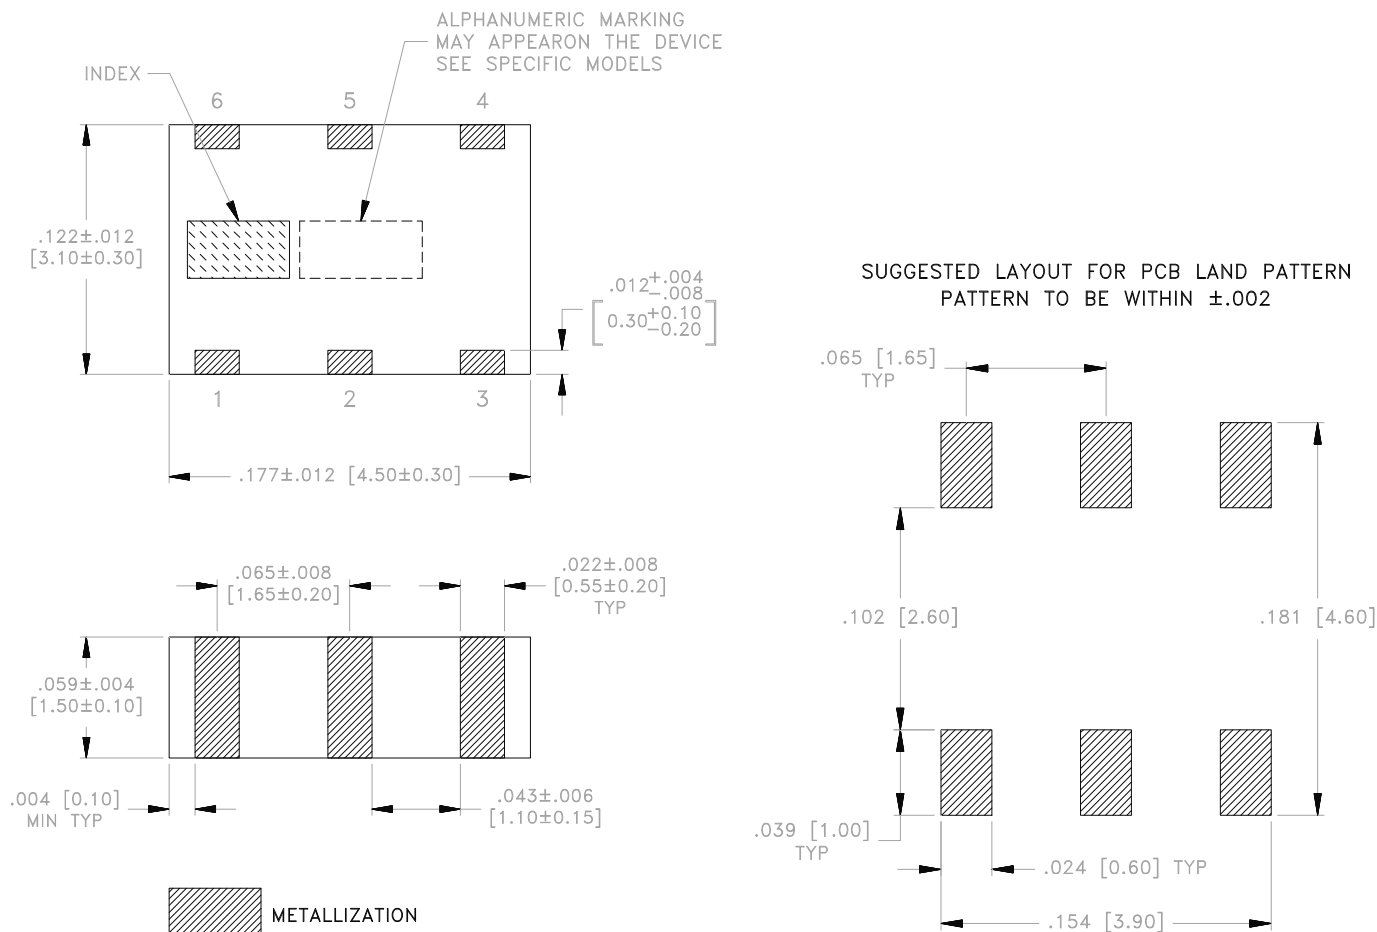 ALPHANUMERIC MARKING
MAY APPEARON THE DEVICE
SEE SPECIFIC MODELS
INDEX
6 5 4
.122±.012
[3.10±0.30]
.012+.004
-.008
[0.30+0.10
-0.20]
1 2 3
.177±.012 [4.50±0.30]
.065±.008
[1.65±0.20]
.022±.008
[0.55±0.20]
TYP
.059±.004
[1.50±0.10]
.004 [0.10]
MIN TYP
.043±.006
[1.10±0.15]
METALLIZATION
SUGGESTED LAYOUT FOR PCB LAND PATTERN
PATTERN TO BE WITHIN ±.002
.065 [1.65]
TYP
.102 [2.60]
.181 [4.60]
.039 [1.00]
TYP
.024 [0.60] TYP
.154 [3.90]